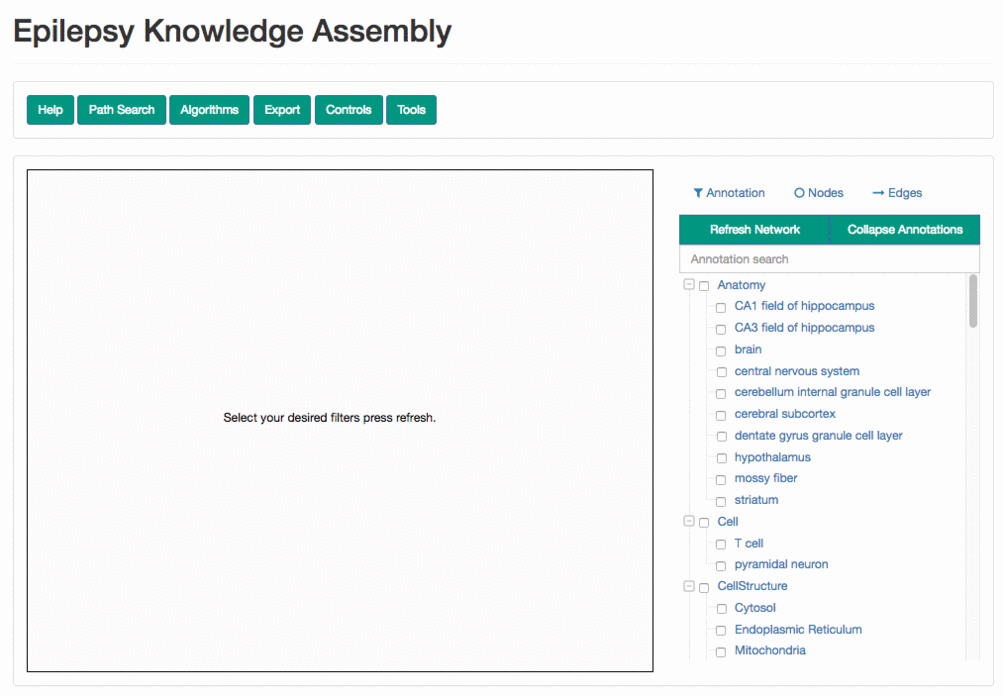 Epilepsy Knowledge Assembly
Help Path Search Algorithms Export Controls Tools
Annotation Nodes Edges
Refresh Network Collapse Annotations
Annotation search
Select your desired filters press refresh.
Anatomy
CA1 field of hippocampus
CA3 field of hippocampus
brain
central nervous system
cerebellum internal granule cell layer
cerebral subcortex
dentate gyrus granule cell layer
hypothalamus
mossy fiber
striatum
Cell
T cell
pyramidal neuron
CellStructure
Cytosol
Endoplasmic Reticulum
Mitochondria